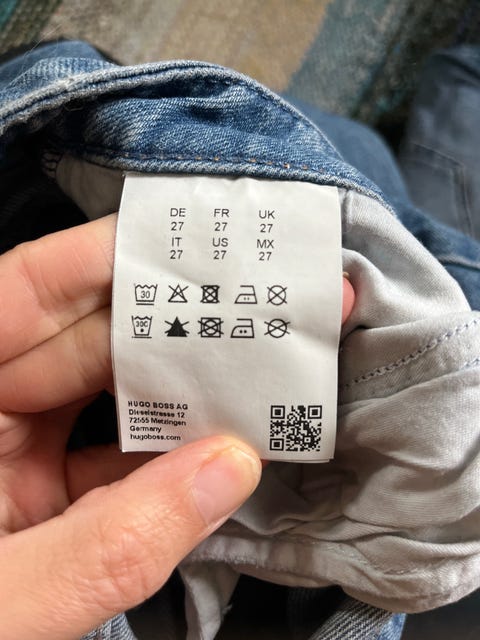 DE FR UK
27 27 27
IT US MX
27 27 27
30
30C
HUGO BOSS AG
Dieselstrasse 12
72555 Metzingen
Germany
hugoboss.com